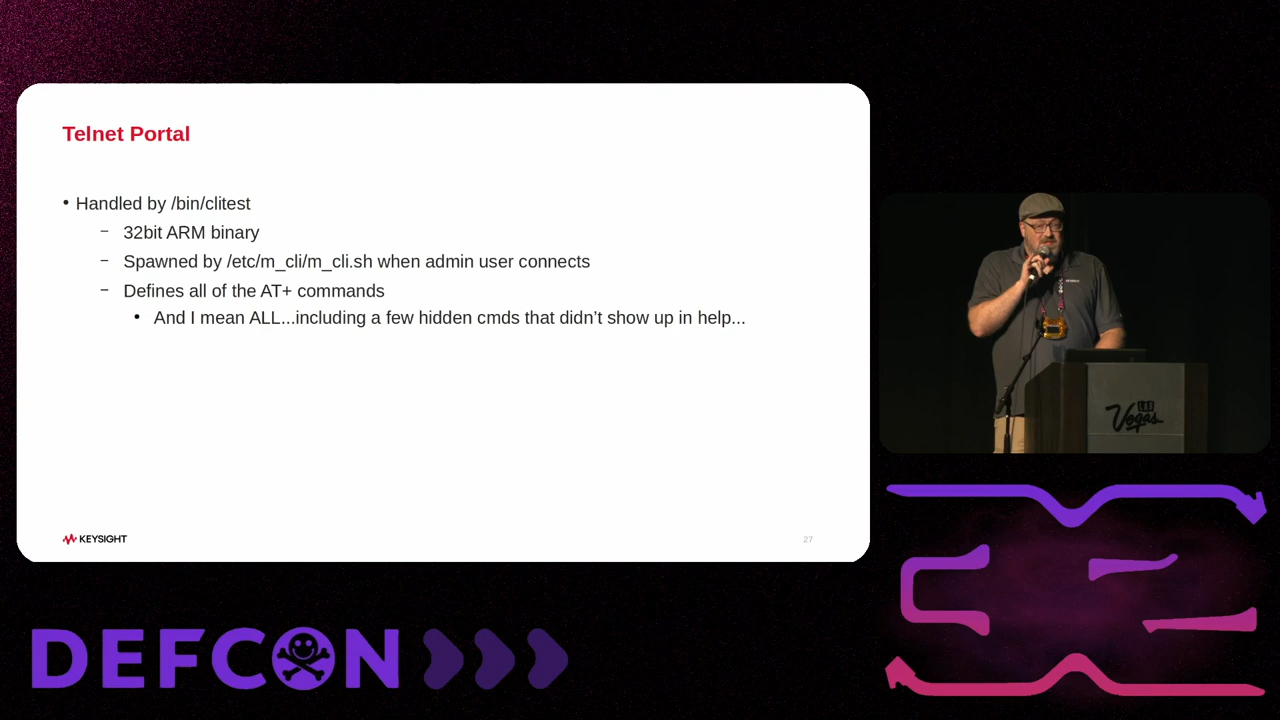 Telnet Portal
• Handled by /bin/clitest
– 32bit ARM binary
– Spawned by /etc/m_cli/m_cli.sh when admin user connects
– Defines all of the AT+ commands
• And I mean ALL...including a few hidden cmds that didn’t show up in help...
KEYSIGHT
27
LAS
Vegas
DEFCON